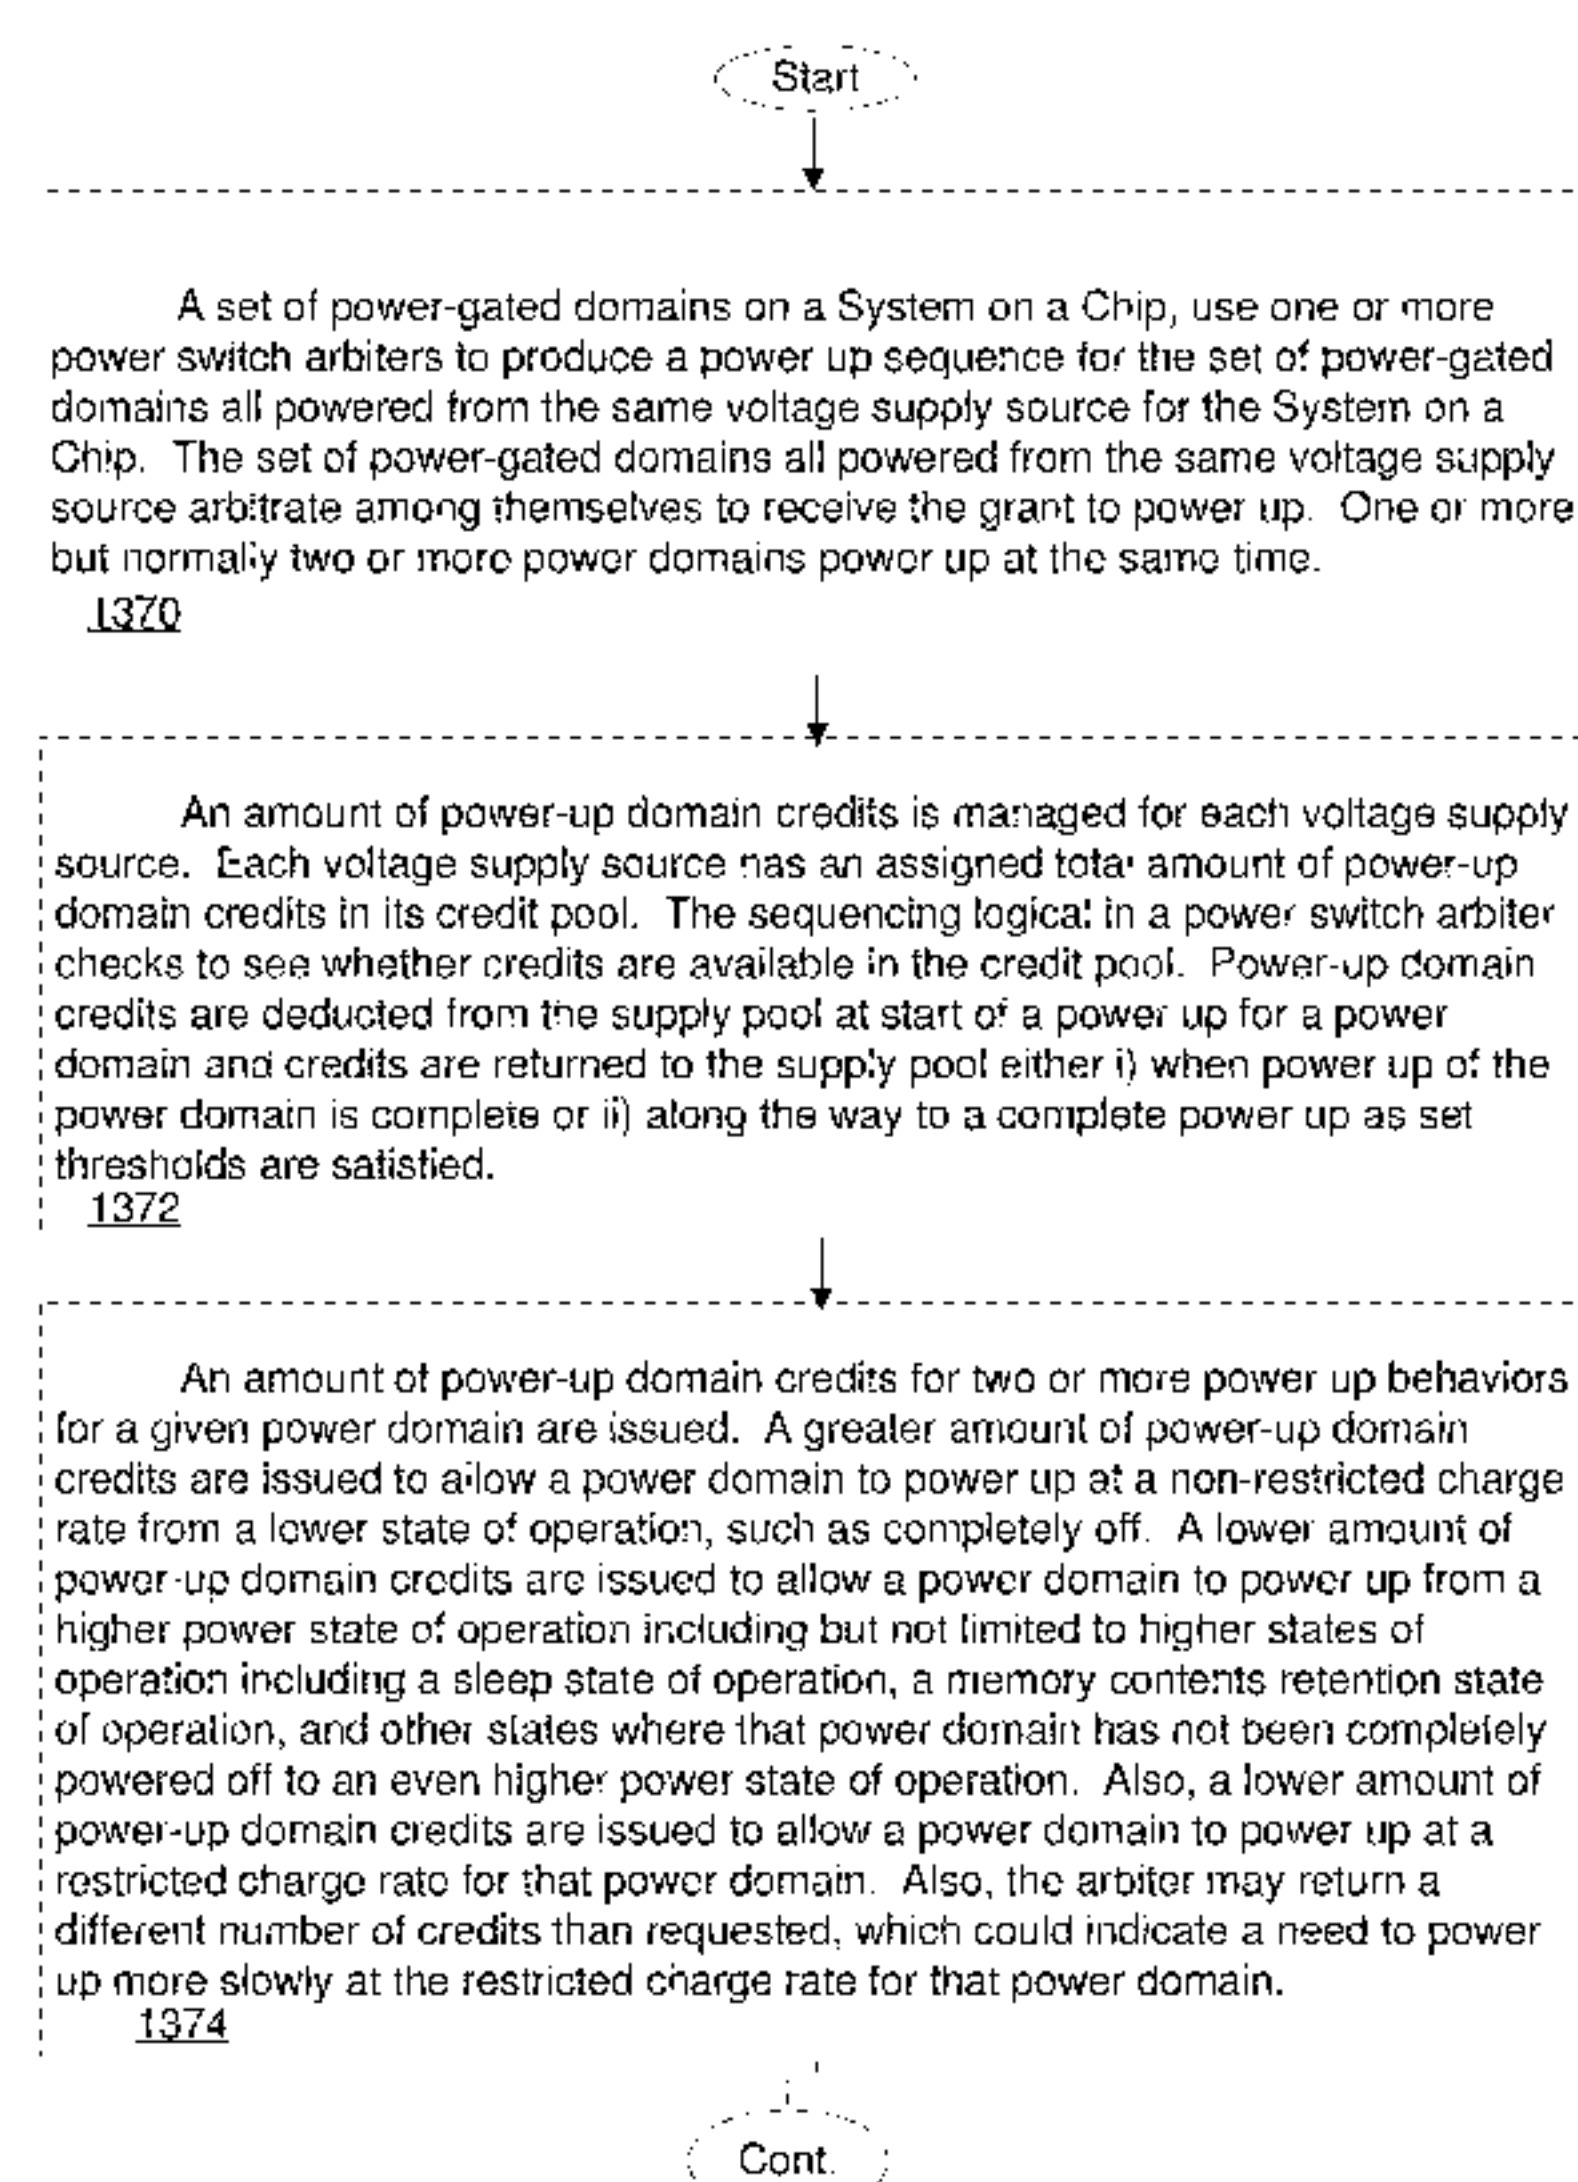 Start
A set of power-gated domains on a System on a Chip, use one or more
power switch arbiters to produce a power up sequence for the set of power-gated
domains all powered from the same voltage supply source for the System on a
Chip. The set of power-gated domains all powered from the same voltage supply
source arbitrate among themselves to receive the grant to power up. One or more
but normally two or more power domains power up at the same time.
1370
An amount of power-up domain credits is managed for each voltage supply
source. Each voltage supply source has an assigned total amount of power-up
domain credits in its credit pool. The sequencing logical in a power switch arbiter
checks to see whether credits are available in the credit pool. Power-up domain
credits are deducted from the supply pool at start of a power up for a power
domain and credits are returned to the supply pool either i) when power up of the
power domain is complete or ii) along the way to a complete power up as set
thresholds are satisfied.
1372
An amount of power-up domain credits for two or more power up behaviors
for a given power domain are issued. A greater amount of power-up domain
credits are issued to allow a power domain to power up at a non-restricted charge
rate from a lower state of operation, such as completely off. A lower amount of
power-up domain credits are issued to allow a power domain to power up from a
higher power state of operation including but not limited to higher states of
operation including a sleep state of operation, a memory contents retention state
of operation, and other states where that power domain has not been completely
powered off to an even higher power state of operation. Also, a lower amount of
power-up domain credits are issued to allow a power domain to power up at a
restricted charge rate for that power domain. Also, the arbiter may return a
different number of credits than requested, which could indicate a need to power
up more slowly at the restricted charge rate for that power domain.
1374
Cont.